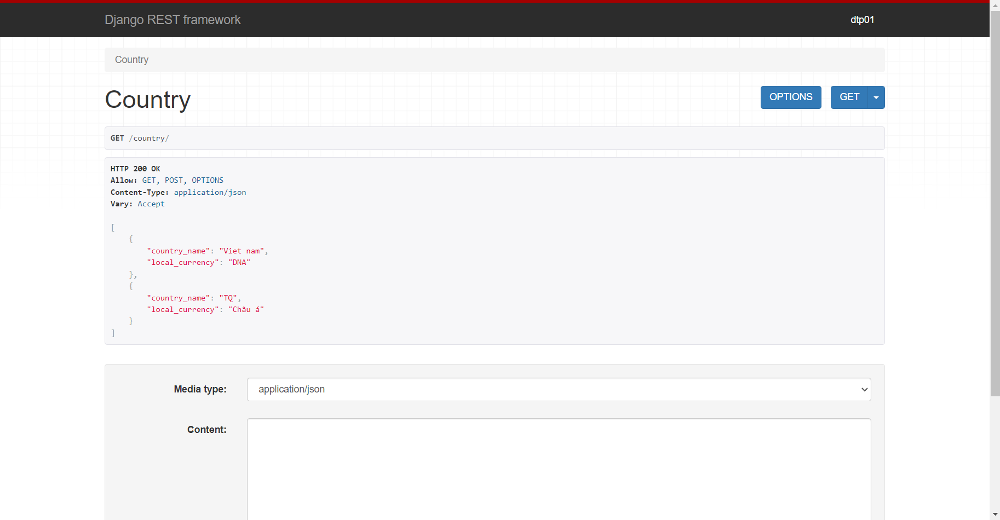 Django REST framework
dtp01
Country
Country
OPTIONS
GET
GET /country/
HTTP 200 OK
Allow: GET, POST, OPTIONS
Content-Type: application/json
Vary: Accept
[
    {
        "country_name": "Viet nam",
        "local_currency": "DNA"
    },
    {
        "country_name": "TQ",
        "local_currency": "Châu á"
    }
]
Media type:
application/json
Content: